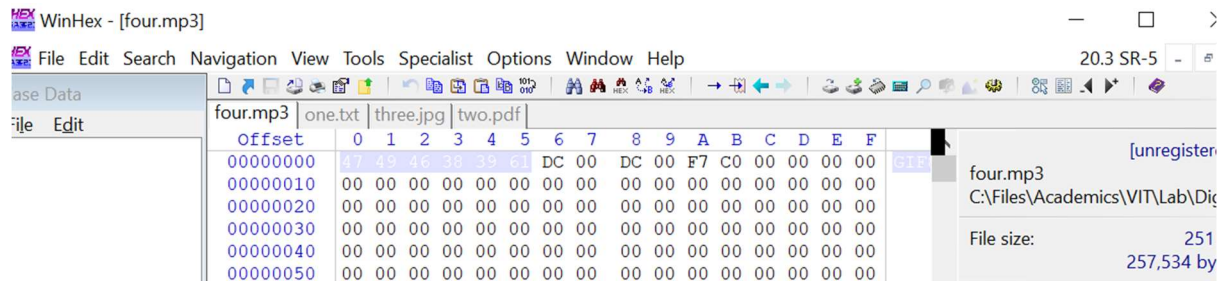 WinHex - [four.mp3]
File Edit Search Navigation View Tools Specialist Options Window Help 20.3 SR-5
ase Data
File Edit
four.mp3 one.txt three.jpg two.pdf
Offset 0 1 2 3 4 5 6 7 8 9 A B C D E F
00000000 47 49 46 38 39 61 DC 00 DC 00 F7 C0 00 00 00 00 GIF
00000010 00 00 00 00 00 00 00 00 00 00 00 00 00 00 00 00
00000020 00 00 00 00 00 00 00 00 00 00 00 00 00 00 00 00
00000030 00 00 00 00 00 00 00 00 00 00 00 00 00 00 00 00
00000040 00 00 00 00 00 00 00 00 00 00 00 00 00 00 00 00
00000050 00 00 00 00 00 00 00 00 00 00 00 00 00 00 00 00
[unregistere
four.mp3
C:\Files\Academics\VIT\Lab\Dig
File size: 251
257,534 by